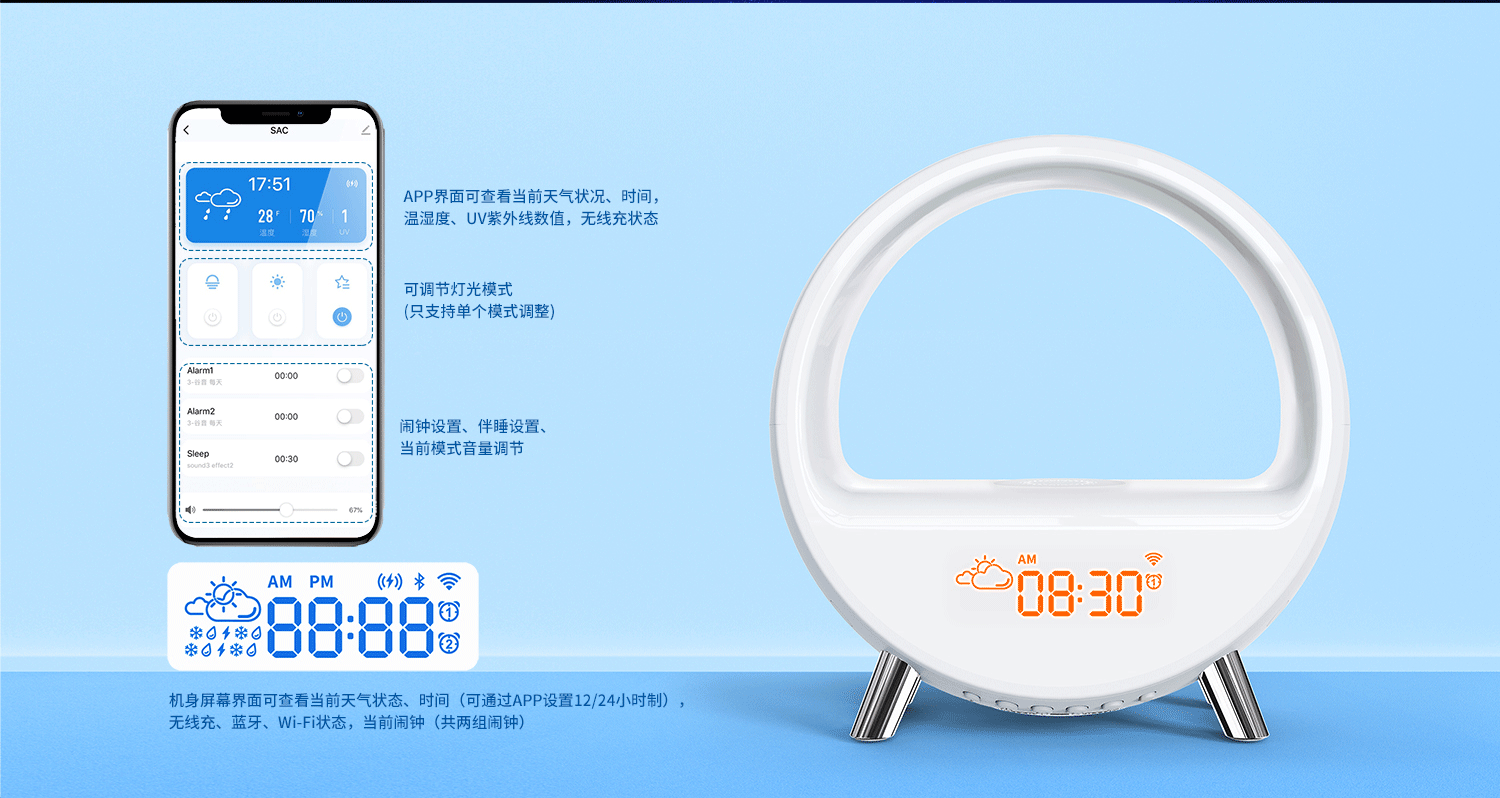 SAC
17:51
28°F
70%
1
温度
湿度
UV
APP界面可查看当前天气状况、时间，
温湿度、UV紫外线数值，无线充状态
可调节灯光模式
(只支持单个模式调整)
Alarm1
00:00
3-谷音 每天
Alarm2
00:00
3-谷音 每天
Sleep
00:30
sound3 effect2
67%
闹钟设置、伴睡设置、
当前模式音量调节
AM PM
88:88
1
2
机身屏幕界面可查看当前天气状态、时间（可通过APP设置12/24小时制），
无线充、蓝牙、Wi-Fi状态，当前闹钟（共两组闹钟）
AM
08:30
1